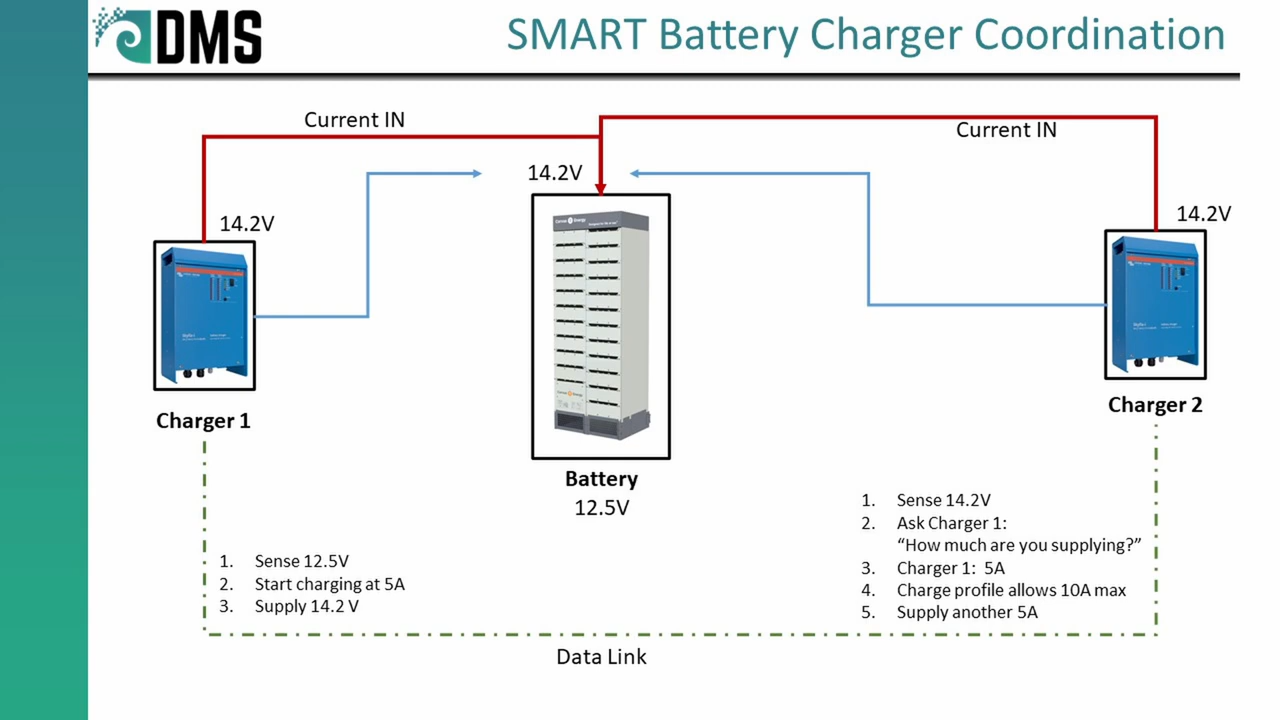 DMS
SMART Battery Charger Coordination
Current IN
Current IN
14.2V
14.2V
14.2V
Charger 1
Charger 2
Battery
12.5V
1. Sense 12.5V
2. Start charging at 5A
3. Supply 14.2 V
1. Sense 14.2V
2. Ask Charger 1:
“How much are you supplying?”
3. Charger 1: 5A
4. Charge profile allows 10A max
5. Supply another 5A
Data Link